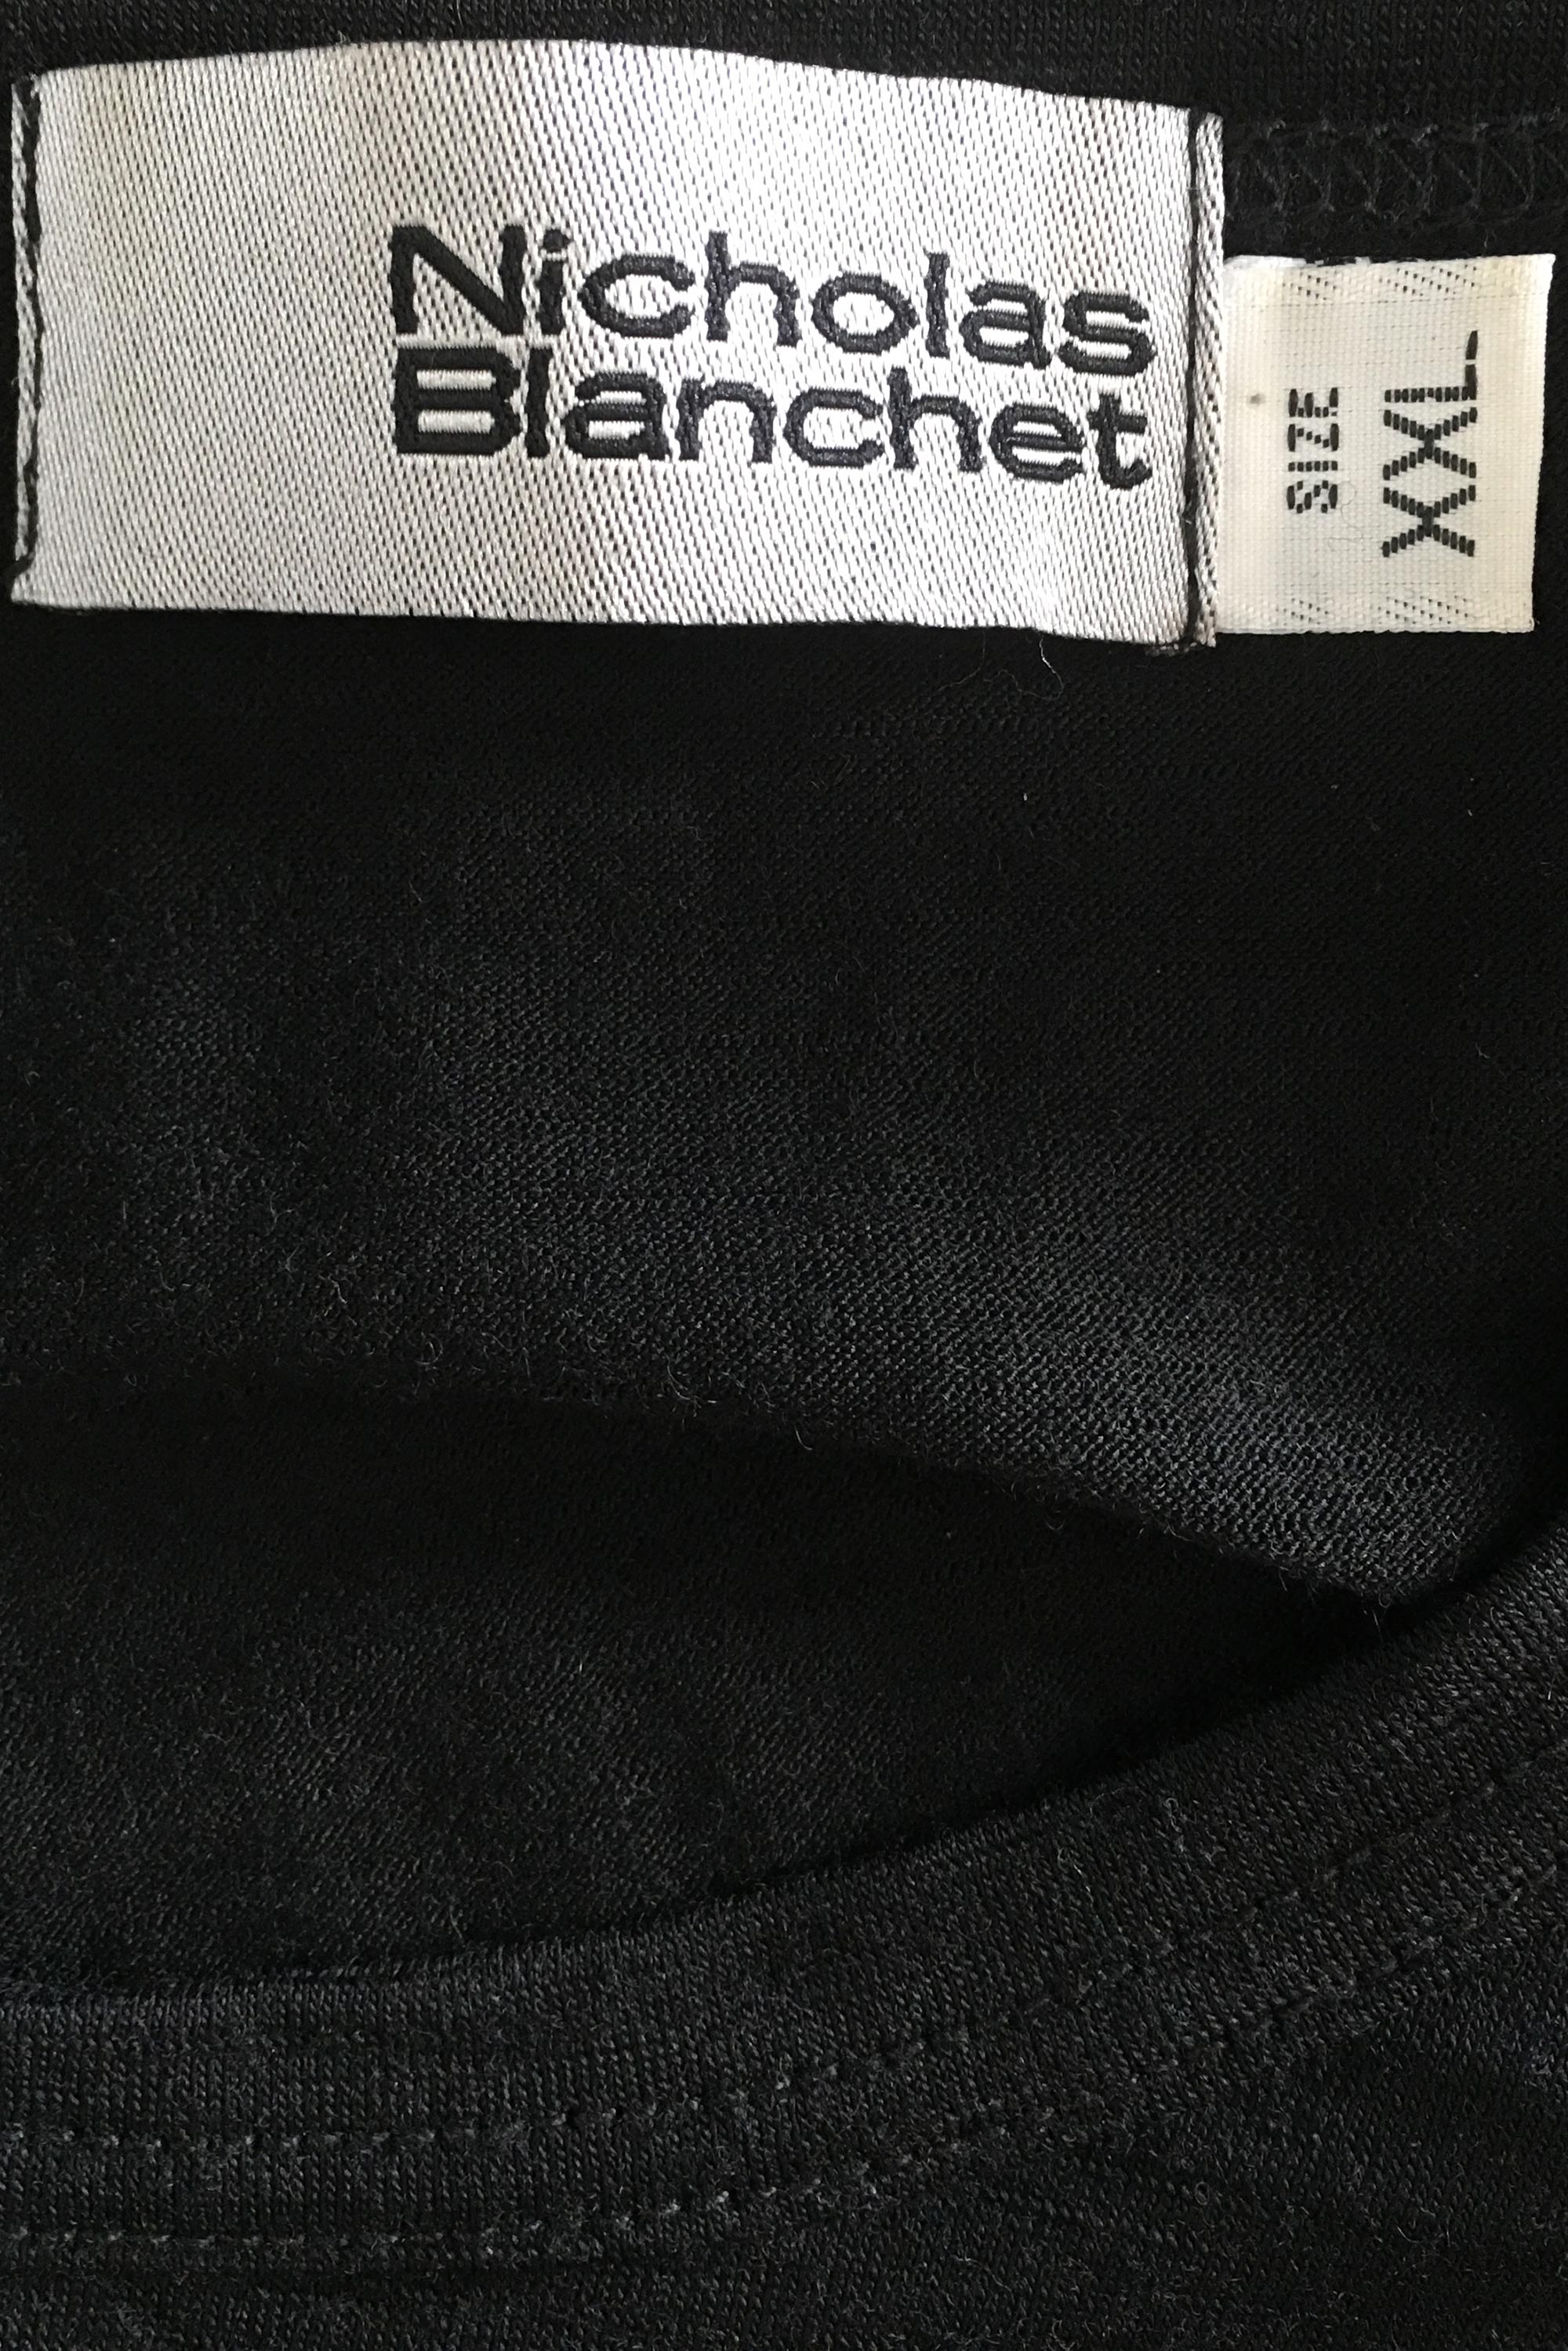 Nicholas
Blanchet
SIZE
XXL